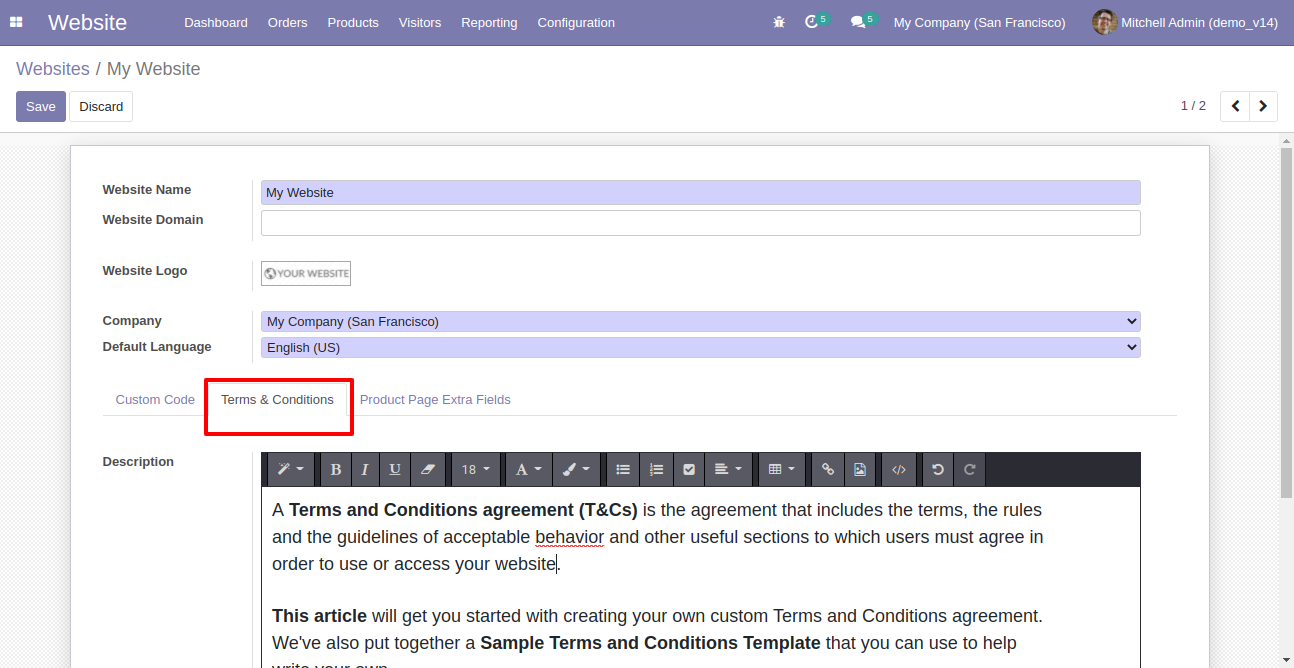 Website Dashboard Orders Products Visitors Reporting Configuration 5 5 My Company (San Francisco) Mitchell Admin (demo_v14)
Websites / My Website
Save Discard 1 / 2
Website Name My Website
Website Domain
Website Logo YOUR WEBSITE
Company My Company (San Francisco)
Default Language English (US)
Custom Code Terms & Conditions Product Page Extra Fields
Description
B I U 18 A
A Terms and Conditions agreement (T&Cs) is the agreement that includes the terms, the rules
and the guidelines of acceptable behavior and other useful sections to which users must agree in
order to use or access your website.
This article will get you started with creating your own custom Terms and Conditions agreement.
We've also put together a Sample Terms and Conditions Template that you can use to help
write your own